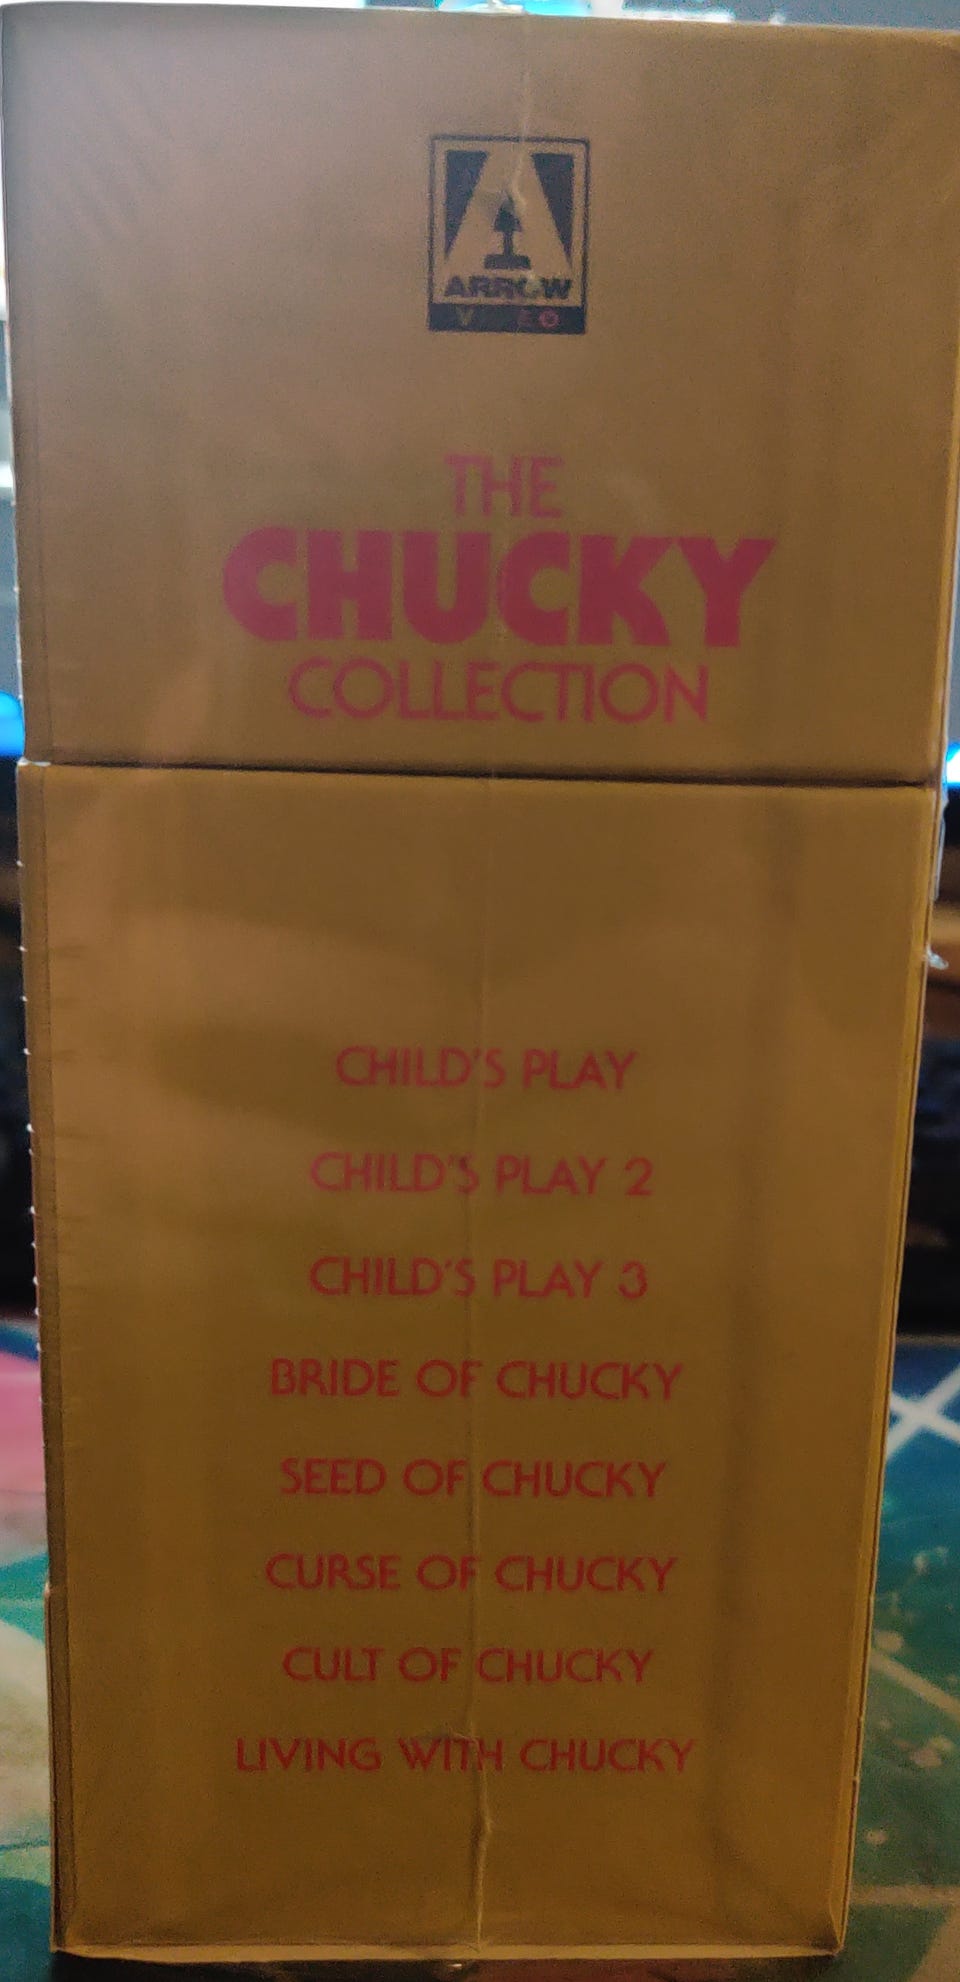 ARROW
VIDEO
THE
CHUCKY
COLLECTION
CHILD'S PLAY
CHILD'S PLAY 2
CHILD'S PLAY 3
BRIDE OF CHUCKY
SEED OF CHUCKY
CURSE OF CHUCKY
CULT OF CHUCKY
LIVING WITH CHUCKY